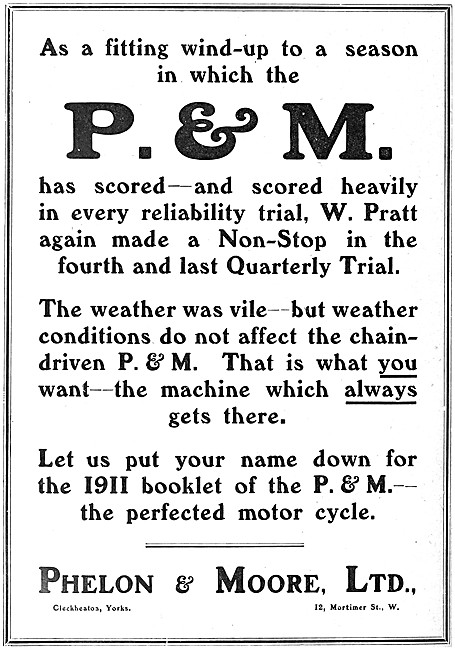 As a fitting wind-up to a season
in which the
P. & M.
has scored—and scored heavily
in every reliability trial, W. Pratt
again made a Non-Stop in the
fourth and last Quarterly Trial.
The weather was vile—but weather
conditions do not affect the chain-
driven P. & M. That is what you
want—the machine which always
gets there.
Let us put your name down for
the 1911 booklet of the P. & M.—
the perfected motor cycle.
PHELON & MOORE, LTD.,
Cleckheaton, Yorks. 12, Mortimer St., W.